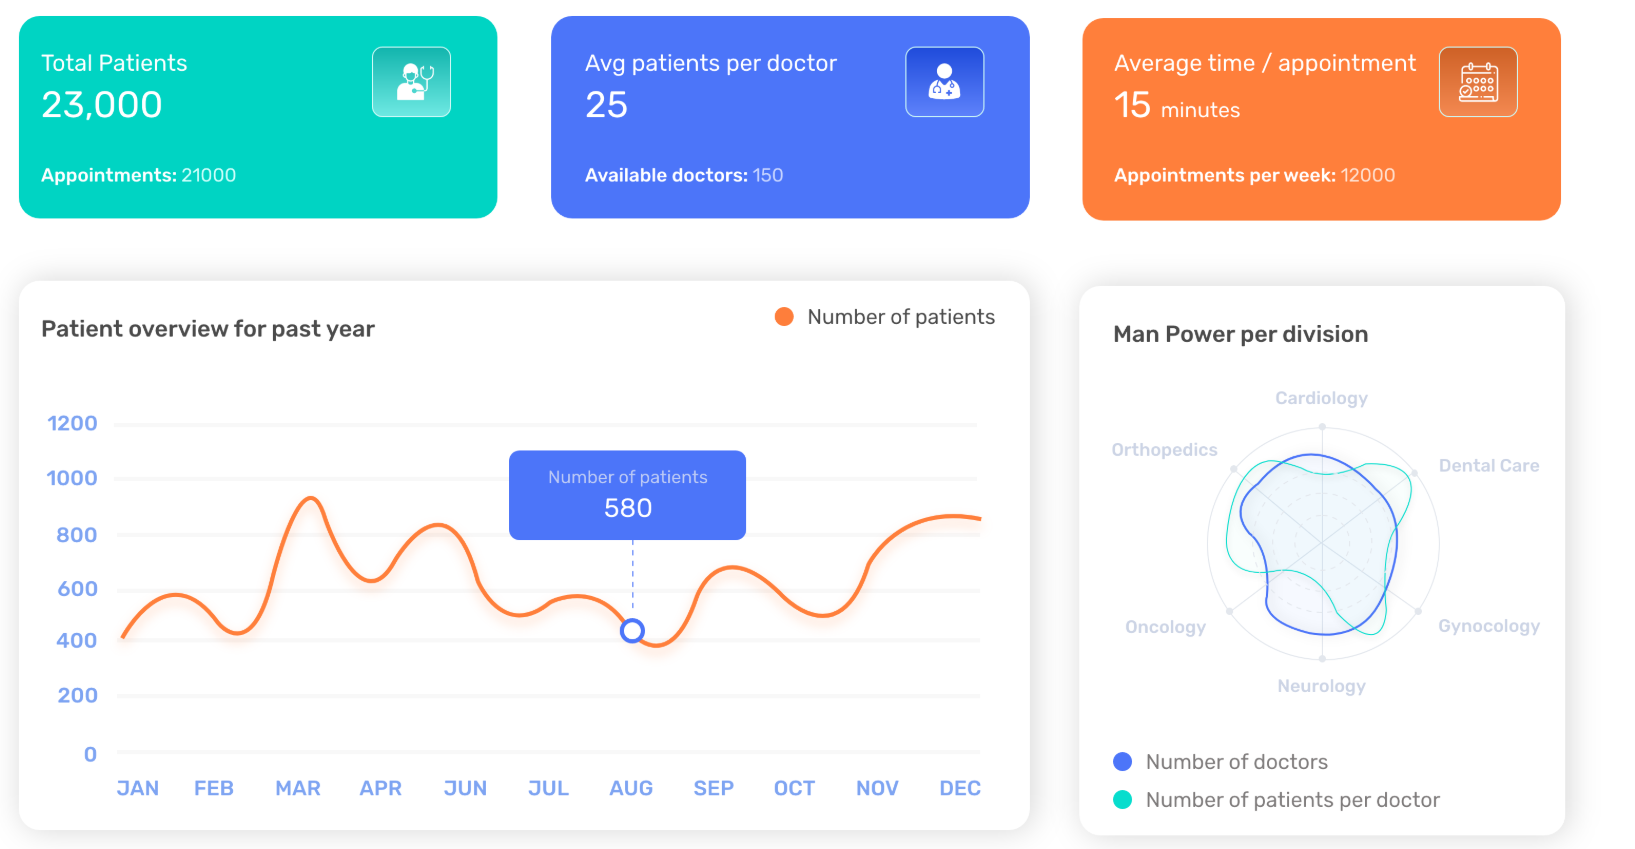 Total Patients
23,000
Appointments: 21000
Avg patients per doctor
25
Available doctors: 150
Average time / appointment
15 minutes
Appointments per week: 12000
Patient overview for past year
Number of patients
1200
1000
800
600
400
200
0
Number of patients
580
JAN FEB MAR APR JUN JUL AUG SEP OCT NOV DEC
Man Power per division
Cardiology
Orthopedics
Dental Care
Oncology
Gynocology
Neurology
Number of doctors
Number of patients per doctor